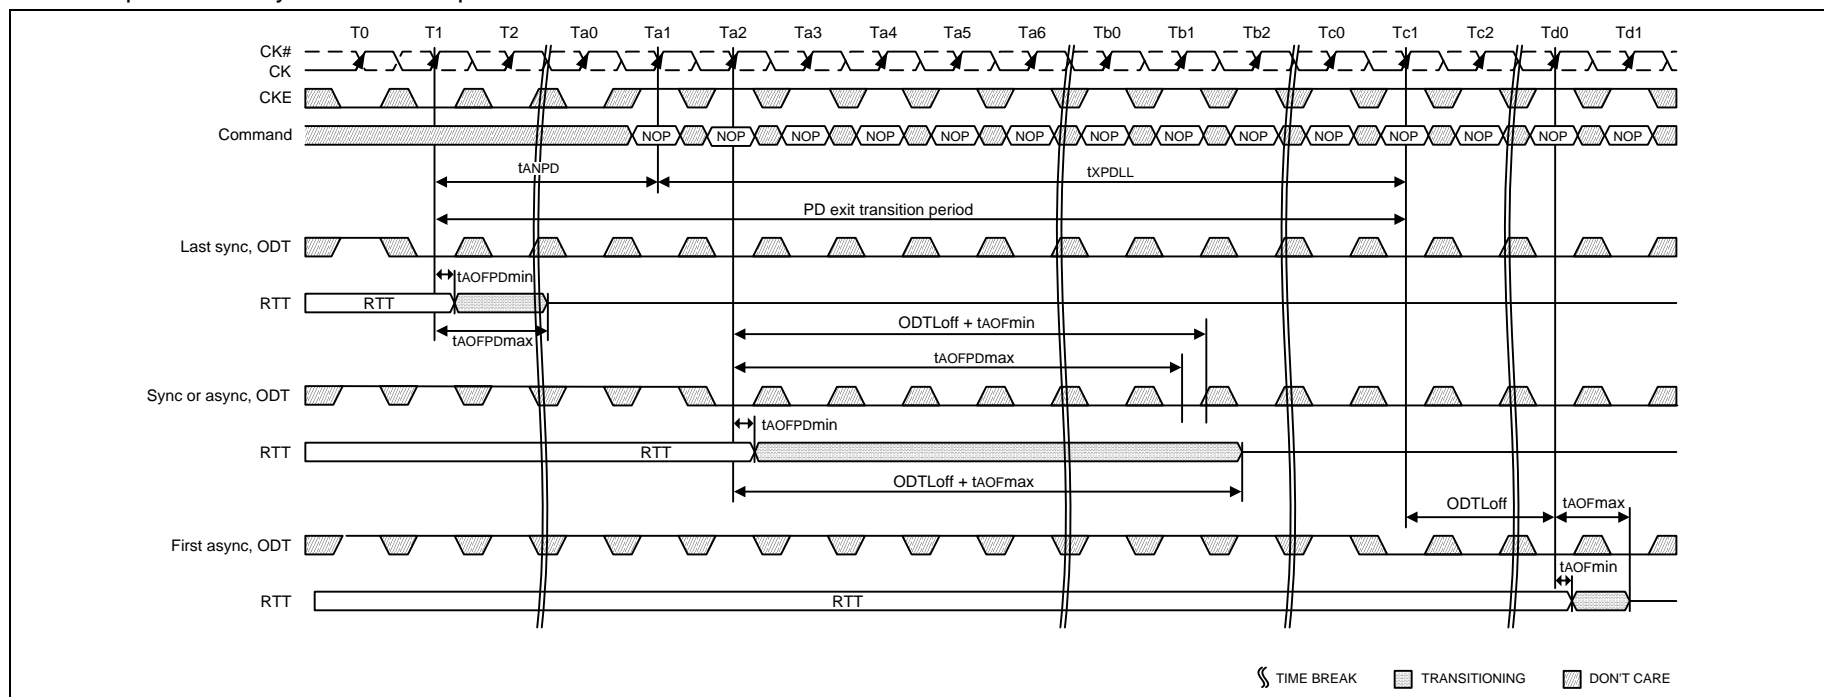 T0 T1 T2 Ta0 Ta1 Ta2 Ta3 Ta4 Ta5 Ta6 Tb0 Tb1 Tb2 Tc0 Tc1 Tc2 Td0 Td1
CK#
CK
CKE
Command NOP NOP NOP NOP NOP NOP NOP NOP NOP NOP NOP NOP NOP NOP
tANPD tXPDLL
PD exit transition period
Last sync, ODT
tAOFPDmin
RTT RTT
tAOFPDmax
ODTLoff + tAOFmin
tAOFPDmax
Sync or async, ODT
tAOFPDmin
RTT RTT
ODTLoff + tAOFmax
ODTLoff tAOFmax
First async, ODT
tAOFmin
RTT RTT
TIME BREAK TRANSITIONING DON'T CARE